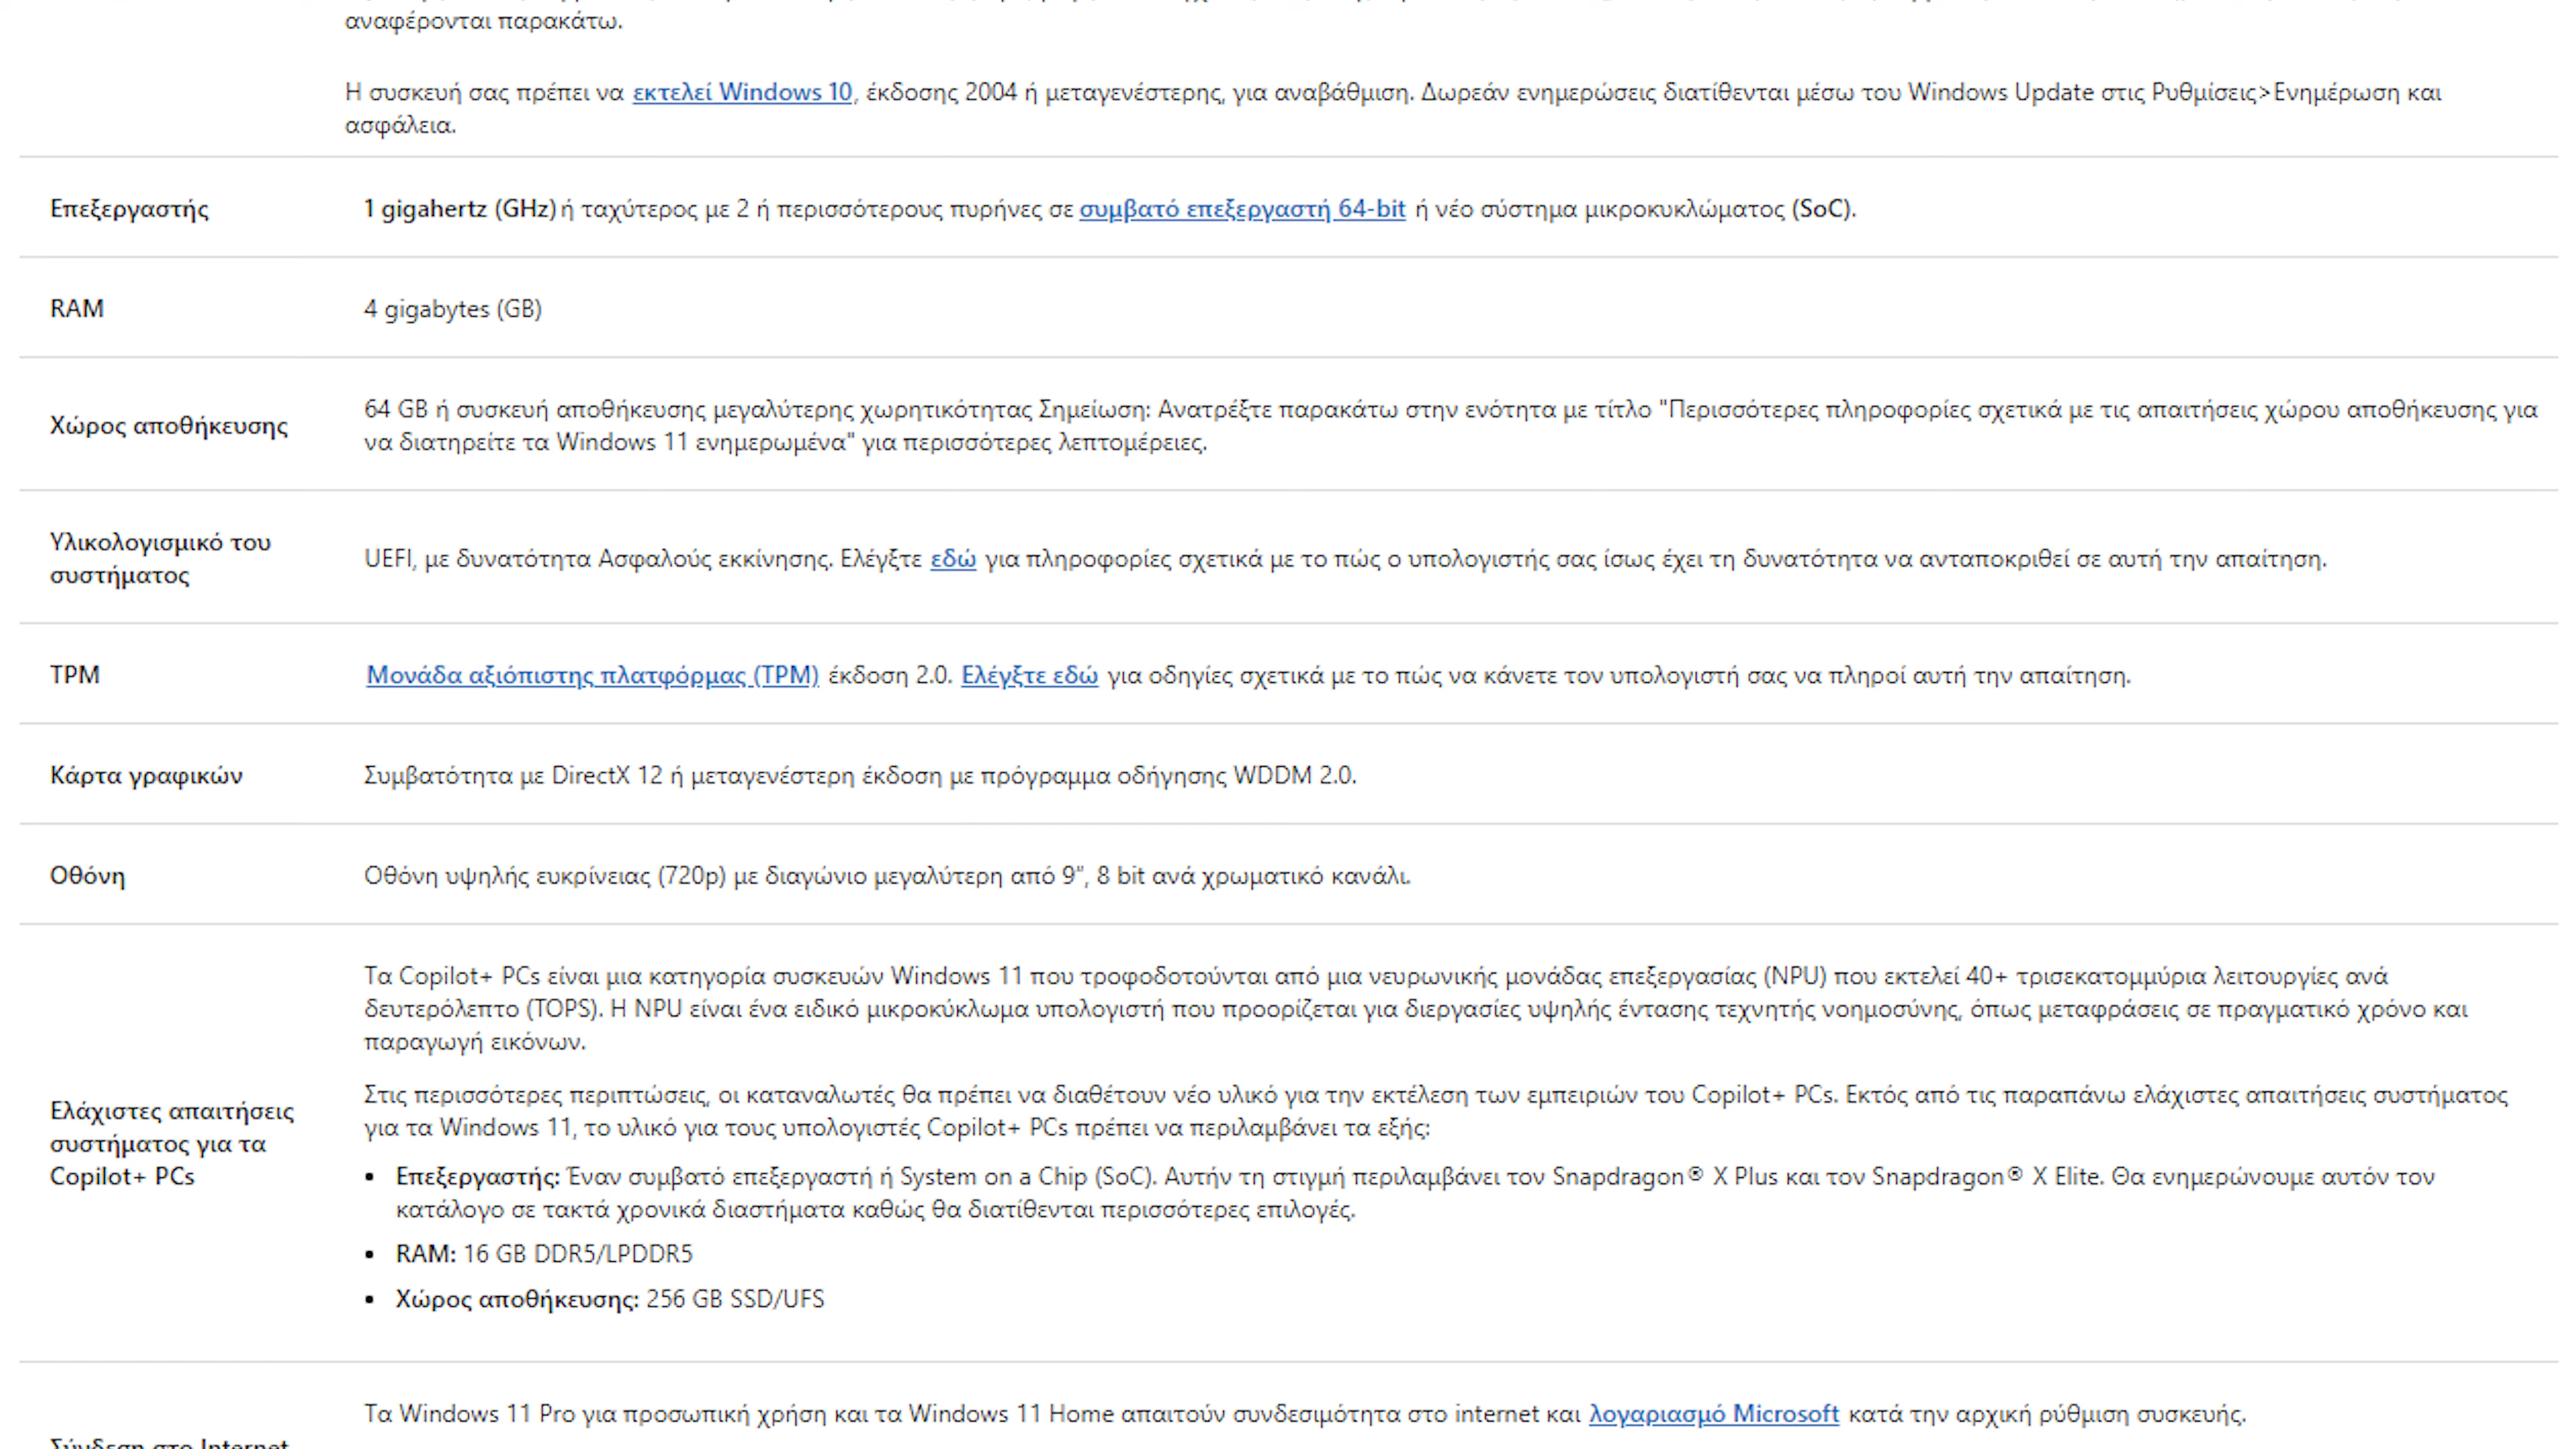 αναφέρονται παρακάτω.
Η συσκευή σας πρέπει να εκτελεί Windows 10, έκδοσης 2004 ή μεταγενέστερης, για αναβάθμιση. Δωρεάν ενημερώσεις διατίθενται μέσω του Windows Update στις Ρυθμίσεις>Ενημέρωση και
ασφάλεια.
Επεξεργαστής
1 gigahertz (GHz) ή ταχύτερος με 2 ή περισσότερους πυρήνες σε συμβατό επεξεργαστή 64-bit ή νέο σύστημα μικροκυκλώματος (SoC).
RAM
4 gigabytes (GB)
Χώρος αποθήκευσης
64 GB ή συσκευή αποθήκευσης μεγαλύτερης χωρητικότητας Σημείωση: Ανατρέξτε παρακάτω στην ενότητα με τίτλο "Περισσότερες πληροφορίες σχετικά με τις απαιτήσεις χώρου αποθήκευσης για
να διατηρείτε τα Windows 11 ενημερωμένα" για περισσότερες λεπτομέρειες.
Υλικολογισμικό του
συστήματος
UEFI, με δυνατότητα Ασφαλούς εκκίνησης. Ελέγξτε εδώ για πληροφορίες σχετικά με το πώς ο υπολογιστής σας ίσως έχει τη δυνατότητα να ανταποκριθεί σε αυτή την απαίτηση.
TPM
Μονάδα αξιόπιστης πλατφόρμας (TPM) έκδοση 2.0. Ελέγξτε εδώ για οδηγίες σχετικά με το πώς να κάνετε τον υπολογιστή σας να πληροί αυτή την απαίτηση.
Κάρτα γραφικών
Συμβατότητα με DirectX 12 ή μεταγενέστερη έκδοση με πρόγραμμα οδήγησης WDDM 2.0.
Οθόνη
Οθόνη υψηλής ευκρίνειας (720p) με διαγώνιο μεγαλύτερη από 9", 8 bit ανά χρωματικό κανάλι.
Ελάχιστες απαιτήσεις
συστήματος για τα
Copilot+ PCs
Τα Copilot+ PCs είναι μια κατηγορία συσκευών Windows 11 που τροφοδοτούνται από μια νευρωνικής μονάδας επεξεργασίας (NPU) που εκτελεί 40+ τρισεκατομμύρια λειτουργίες ανά
δευτερόλεπτο (TOPS). Η NPU είναι ένα ειδικό μικροκύκλωμα υπολογιστή που προορίζεται για διεργασίες υψηλής έντασης τεχνητής νοημοσύνης, όπως μεταφράσεις σε πραγματικό χρόνο και
παραγωγή εικόνων.
Στις περισσότερες περιπτώσεις, οι καταναλωτές θα πρέπει να διαθέτουν νέο υλικό για την εκτέλεση των εμπειριών του Copilot+ PCs. Εκτός από τις παραπάνω ελάχιστες απαιτήσεις συστήματος
για τα Windows 11, το υλικό για τους υπολογιστές Copilot+ PCs πρέπει να περιλαμβάνει τα εξής:
• Επεξεργαστής: Έναν συμβατό επεξεργαστή ή System on a Chip (SoC). Αυτήν τη στιγμή περιλαμβάνει τον Snapdragon® X Plus και τον Snapdragon® X Elite. Θα ενημερώνουμε αυτόν τον
κατάλογο σε τακτά χρονικά διαστήματα καθώς θα διατίθενται περισσότερες επιλογές.
• RAM: 16 GB DDR5/LPDDR5
• Χώρος αποθήκευσης: 256 GB SSD/UFS
Σύνδεση στο Internet
Τα Windows 11 Pro για προσωπική χρήση και τα Windows 11 Home απαιτούν συνδεσιμότητα στο internet και λογαριασμό Microsoft κατά την αρχική ρύθμιση συσκευής.